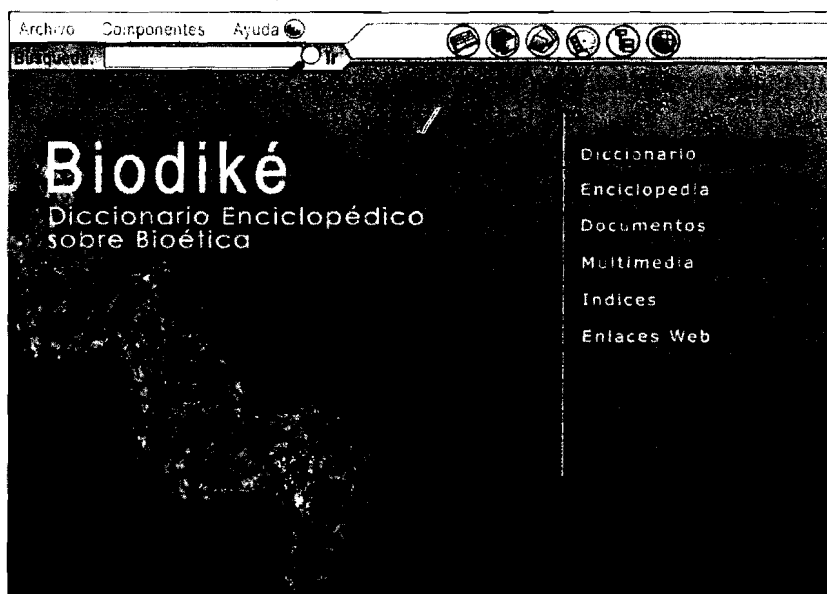 Archivo Componentes Ayuda
Búsqueda: Ir
Biodiké
Diccionario Enciclopédico
sobre Bioética
Diccionario
Enciclopedia
Documentos
Multimedia
Indices
Enlaces Web